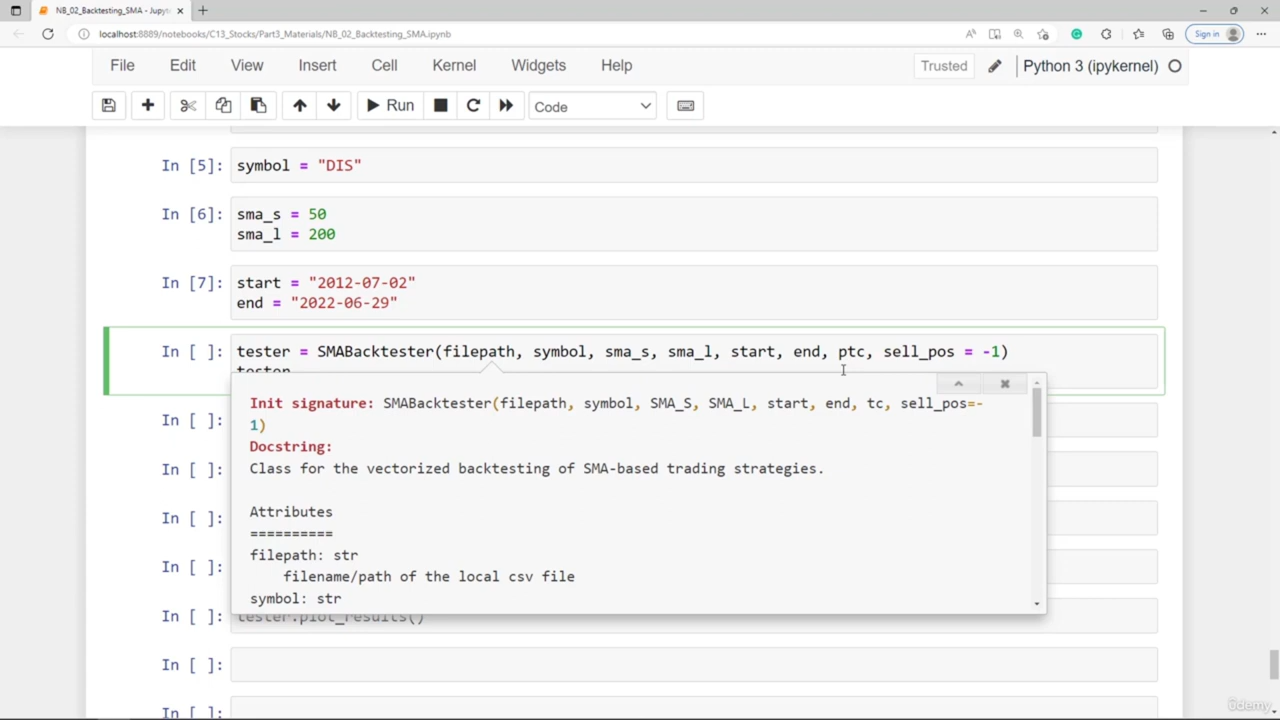 NB_02_Backtesting_SMA - Jupyt
localhost:8889/notebooks/C13_Stocks/Part3_Materials/NB_02_Backtesting_SMA.ipynb
Sign in
File Edit View Insert Cell Kernel Widgets Help Trusted Python 3 (ipykernel)
Run Code
In [5]: symbol = "DIS"
In [6]: sma_s = 50
sma_l = 200
In [7]: start = "2012-07-02"
end = "2022-06-29"
In [ ]: tester = SMABacktester(filepath, symbol, sma_s, sma_l, start, end, ptc, sell_pos = -1)
tester
Init signature: SMABacktester(filepath, symbol, SMA_S, SMA_L, start, end, tc, sell_pos=-
1)
In [ ]:
Docstring:
Class for the vectorized backtesting of SMA-based trading strategies.
In [ ]:
Attributes
In [ ]:
==========
filepath: str
In [ ]:
filename/path of the local csv file
symbol: str
In [ ]: tester.plot_results()
In [ ]:
In [ ]:
ûdemy